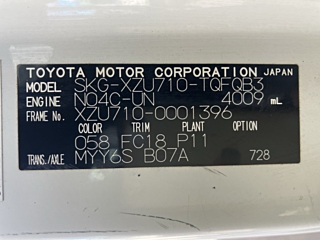 TOYOTA MOTOR CORPORATION JAPAN
MODEL SKG-XZU710-TQFQB3
ENGINE N04C-UN 4009 mL
FRAME No. XZU710-0001396
COLOR TRIM PLANT OPTION
058 FC18 P11
TRANS./AXLE MYY6S B07A 728